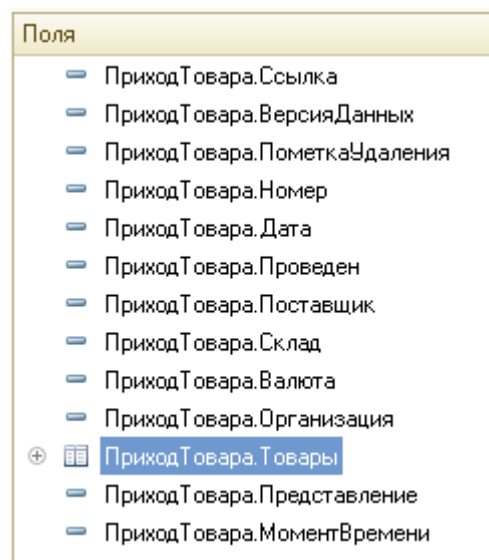 Поля
ПриходТовара.Ссылка
ПриходТовара.ВерсияДанных
ПриходТовара.ПометкаУдаления
ПриходТовара.Номер
ПриходТовара.Дата
ПриходТовара.Проведен
ПриходТовара.Поставщик
ПриходТовара.Склад
ПриходТовара.Валюта
ПриходТовара.Организация
ПриходТовара.Товары
ПриходТовара.Представление
ПриходТовара.МоментВремени